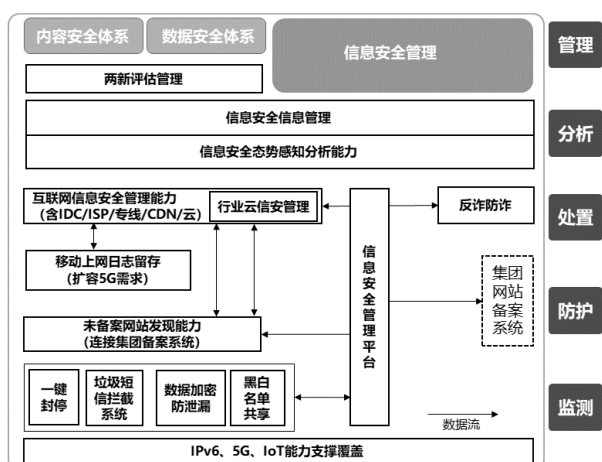 内容安全体系
数据安全体系
信息安全管理
两新评估管理
信息安全信息管理
信息安全态势感知分析能力
互联网信息安全管理能力
（含IDC/ISP/专线/CDN/云）
行业云信安管理
反诈防诈
移动上网日志留存
（扩容5G需求）
信息安全管理平台
集团
网站
备案
系统
未备案网站发现能力
（连接集团备案系统）
一键
封停
垃圾短
信拦截
系统
数据加密
防泄漏
黑白
名单
共享
数据流
IPv6、5G、IoT能力支撑覆盖
管理
分析
处置
防护
监测